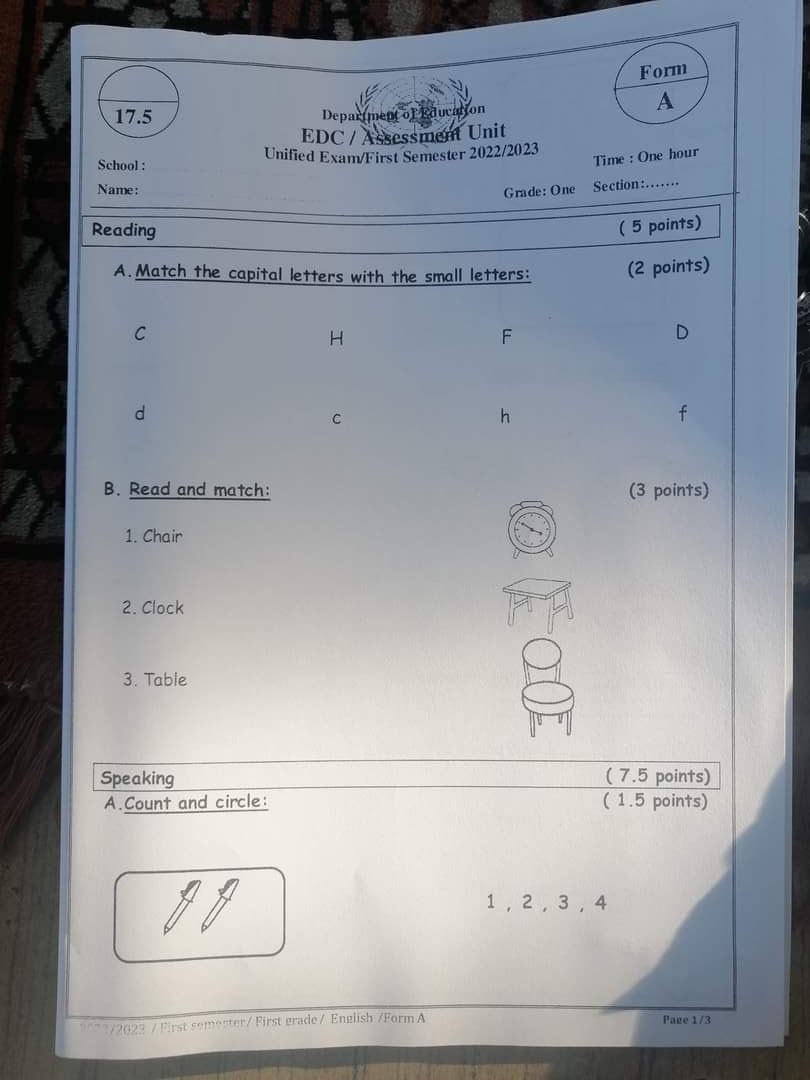 17.5
Form
A
Department of Education
EDC / Assessment Unit
Unified Exam/First Semester 2022/2023
School :
Time : One hour
Name:
Grade: One Section:.......
Reading ( 5 points)
A. Match the capital letters with the small letters: (2 points)
C H F D
d c h f
B. Read and match: (3 points)
1. Chair
2. Clock
3. Table
Speaking ( 7.5 points)
A. Count and circle: ( 1.5 points)
1 , 2 , 3 , 4
2022/2023 / First semester/ First grade / English /Form A Page 1/3